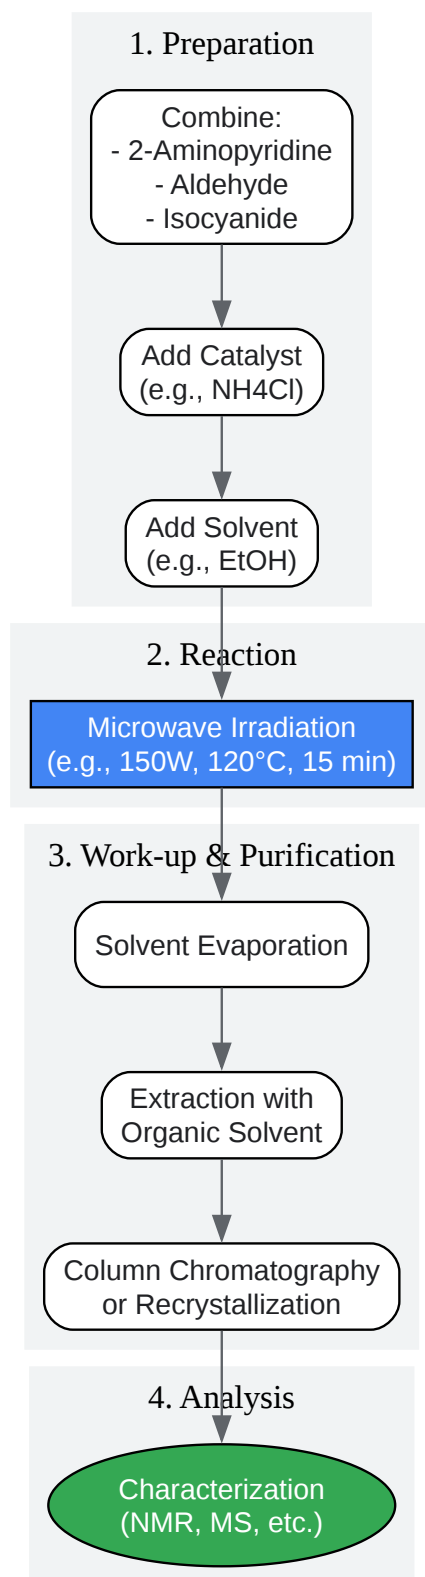 1. Preparation
Combine:
- 2-Aminopyridine
- Aldehyde
- Isocyanide
Add Catalyst
(e.g., NH4Cl)
Add Solvent
(e.g., EtOH)
2. Reaction
Microwave Irradiation
(e.g., 150W, 120°C, 15 min)
3. Work-up & Purification
Solvent Evaporation
Extraction with
Organic Solvent
Column Chromatography
or Recrystallization
4. Analysis
Characterization
(NMR, MS, etc.)